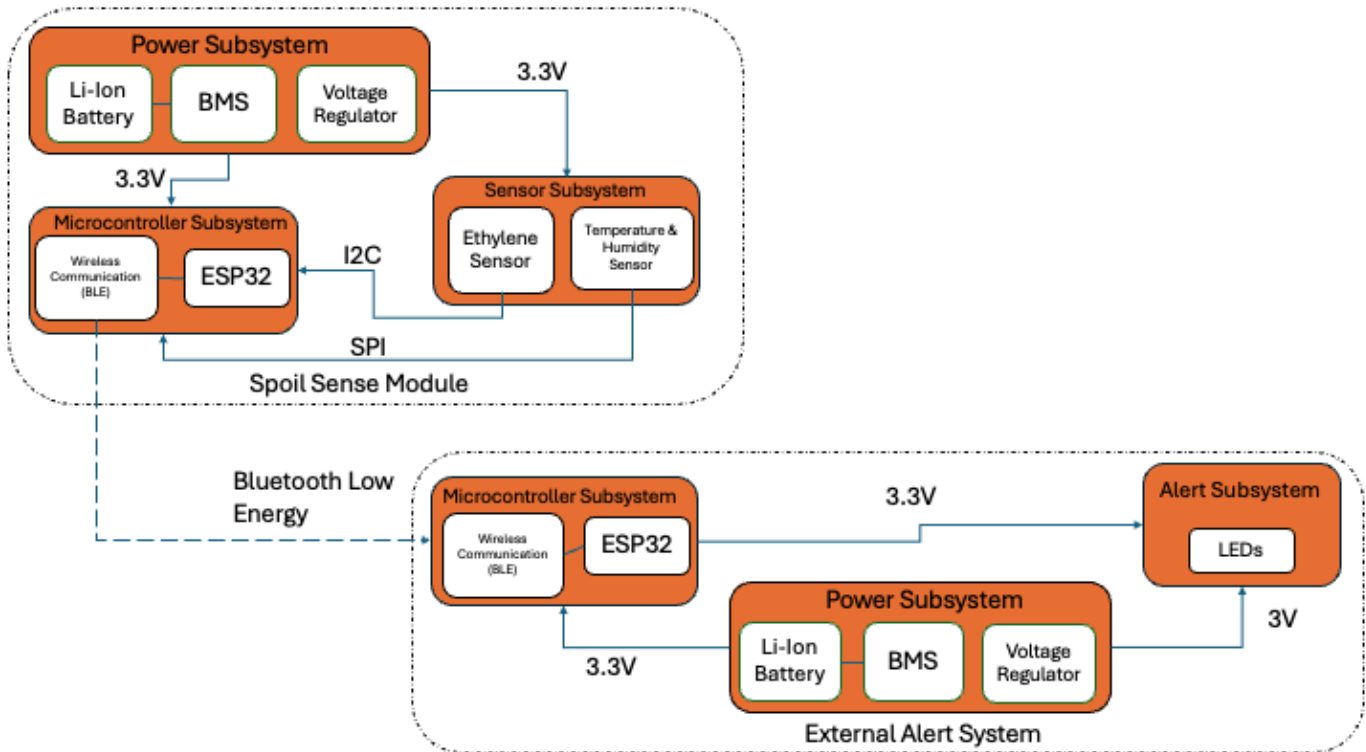 Power Subsystem
Li-Ion
Battery
BMS
Voltage
Regulator
3.3V
3.3V
Sensor Subsystem
Ethylene
Sensor
Temperature &
Humidity
Sensor
Microcontroller Subsystem
Wireless
Communication
(BLE)
ESP32
I2C
SPI
Spoil Sense Module
Bluetooth Low
Energy
Microcontroller Subsystem
Wireless
Communication
(BLE)
ESP32
3.3V
Alert Subsystem
LEDs
Power Subsystem
Li-Ion
Battery
BMS
Voltage
Regulator
3.3V
3V
External Alert System